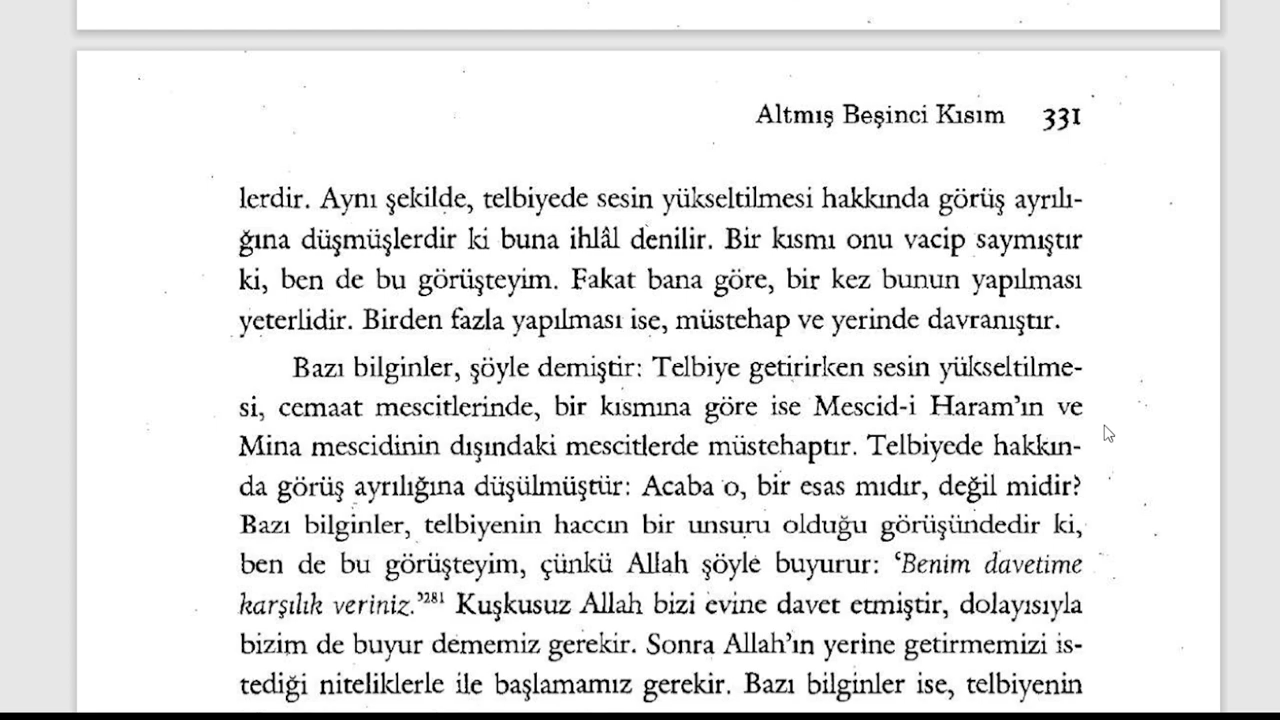 Altmış Beşinci Kısım 331
lerdir. Aynı şekilde, telbiyede sesin yükseltilmesi hakkında görüş ayrılı-
ğına düşmüşlerdir ki buna ihlâl denilir. Bir kısmı onu vacip saymıştır
ki, ben de bu görüşteyim. Fakat bana göre, bir kez bunun yapılması
yeterlidir. Birden fazla yapılması ise, müstehap ve yerinde davranıştır.
Bazı bilginler, şöyle demiştir: Telbiye getirirken sesin yükseltilme-
si, cemaat mescitlerinde, bir kısmına göre ise Mescid-i Haram'ın ve
Mina mescidinin dışındaki mescitlerde müstehaptır. Telbiyede hakkın-
da görüş ayrılığına düşülmüştür: Acaba o, bir esas mıdır, değil midir?
Bazı bilginler, telbiyenin haccın bir unsuru olduğu görüşündedir ki,
ben de bu görüşteyim, çünkü Allah şöyle buyurur: 'Benim davetime
karşılık veriniz.'²⁸¹ Kuşkusuz Allah bizi evine davet etmiştir, dolayısıyla
bizim de buyur dememiz gerekir. Sonra Allah'ın yerine getirmemizi is-
tediği niteliklerle ile başlamamız gerekir. Bazı bilginler ise, telbiyenin